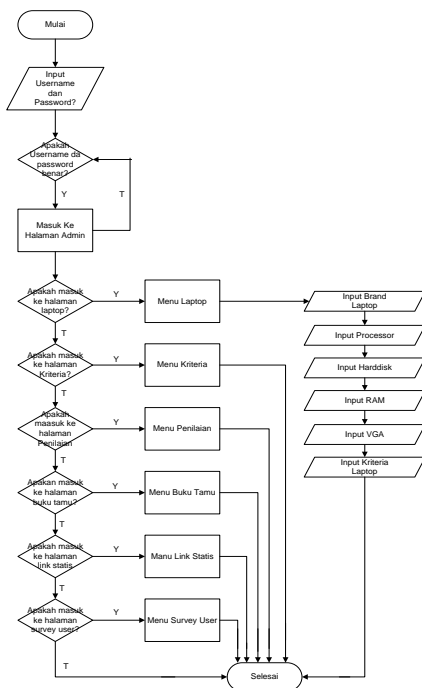 Mulai
Input
Username
dan
Password?
Apakah
Username da
password
benar?
T
Y
Masuk Ke
Halaman Admin
Apakah masuk
ke halaman
laptop?
Y
Menu Laptop
Input Brand
Laptop
T
Input Processor
Apakah masuk
ke halaman
Kriteria?
Y
Menu Kriteria
Input Harddisk
T
Input RAM
Apakah
maasuk ke
halaman
Penilaian
Y
Menu Penilaian
Input VGA
T
Input Kriteria
Laptop
Apakah masuk
ke halaman
buku tamu?
Y
Menu Buku Tamu
T
Apakah masuk
ke halaman
link statis
Y
Manu Link Statis
T
Apakah masuk
ke halaman
survey user?
Y
Menu Survey User
T
Selesai